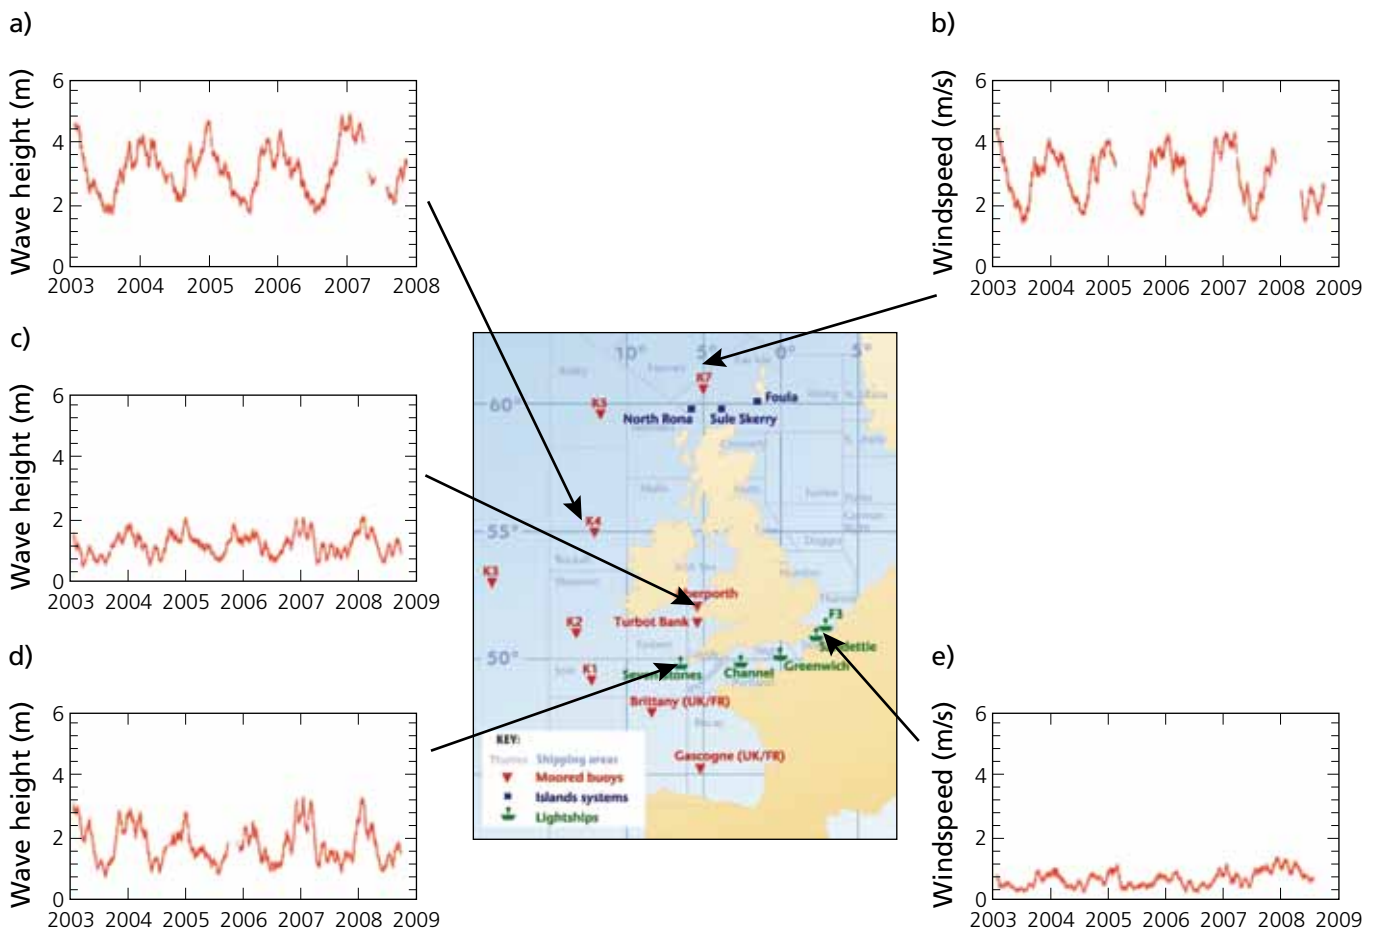 a)
Wave height (m)
6
4
2
0
2003 2004 2005 2006 2007 2008
b)
Windspeed (m/s)
6
4
2
0
2003 2004 2005 2006 2007 2008 2009
c)
Wave height (m)
6
4
2
0
2003 2004 2005 2006 2007 2008 2009
d)
Wave height (m)
6
4
2
0
2003 2004 2005 2006 2007 2008 2009
e)
Windspeed (m/s)
6
4
2
0
2003 2004 2005 2006 2007 2008 2009
10° 5° 0° 5°
K7
60°
K5
Foula
North Rona
Sule Skerry
K4
55°
K3
erporth
Turbot Bank
K2
F3
50°
K1
Channel
Greenwich
Brittany (UK/FR)
Gascogne (UK/FR)
KEY:
Thames Shipping areas
Moored buoys
Islands systems
Lightships